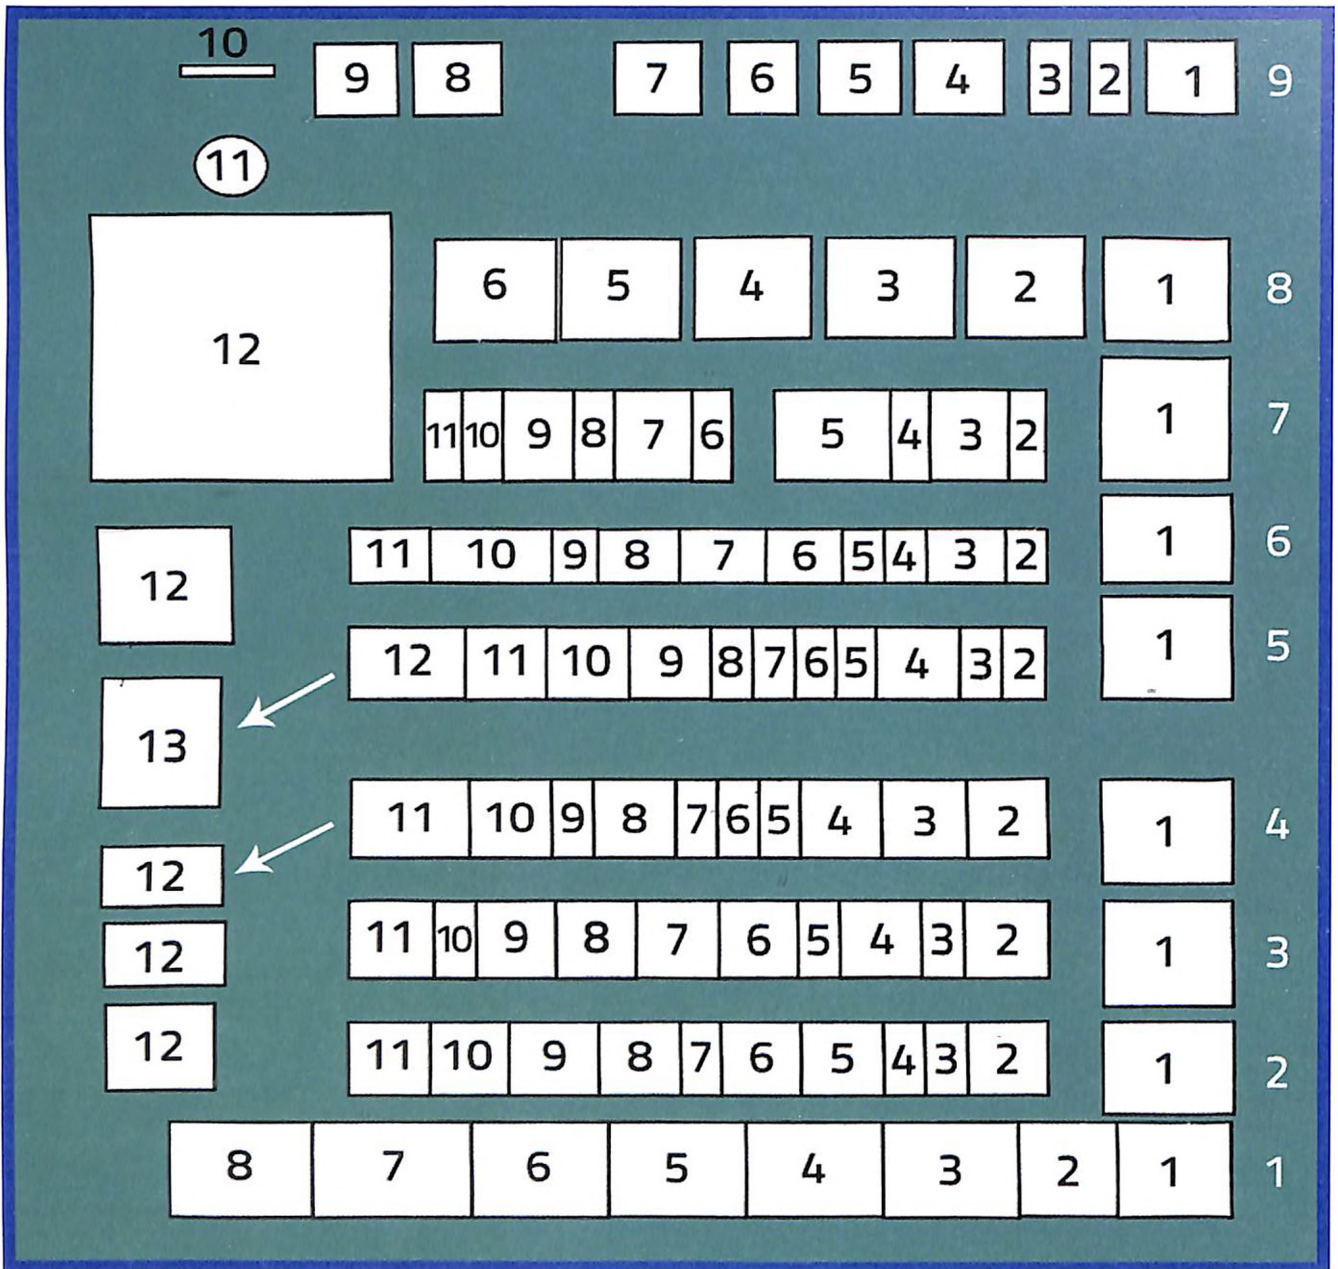 10
9 8 7 6 5 4 3 2 1 9
11
6 5 4 3 2 1 8
12
11 10 9 8 7 6 5 4 3 2 1 7
11 10 9 8 7 6 5 4 3 2 1 6
12
12 11 10 9 8 7 6 5 4 3 2 1 5
13
11 10 9 8 7 6 5 4 3 2 1 4
12
11 10 9 8 7 6 5 4 3 2 1 3
12
11 10 9 8 7 6 5 4 3 2 1 2
12
8 7 6 5 4 3 2 1 1